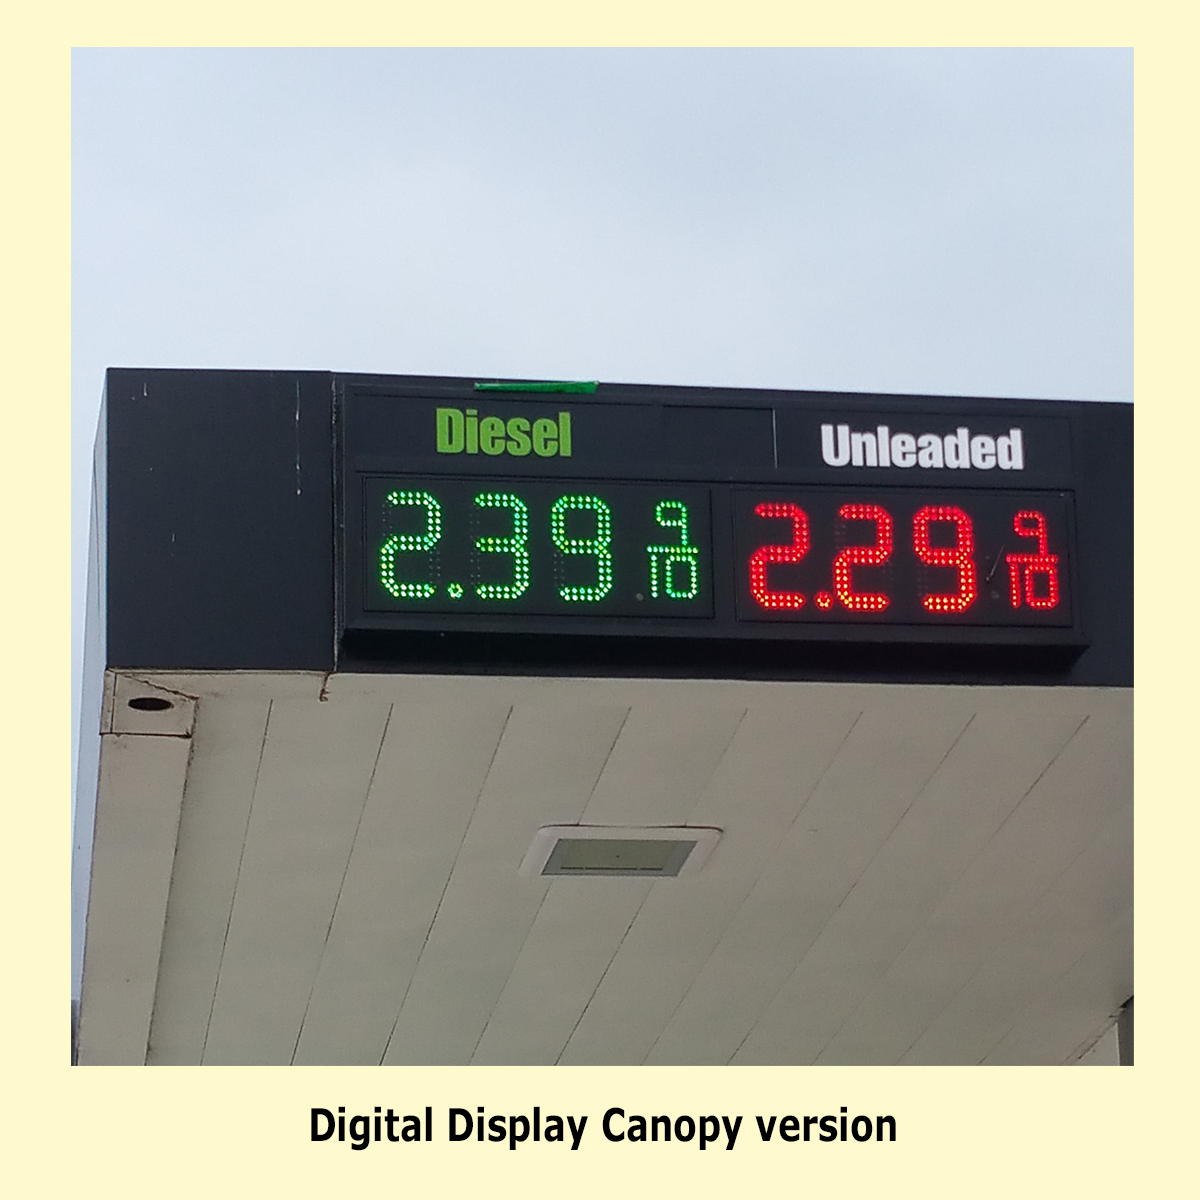 Diesel Unleaded
2.39 9/10 2.29 9/10
Digital Display Canopy version